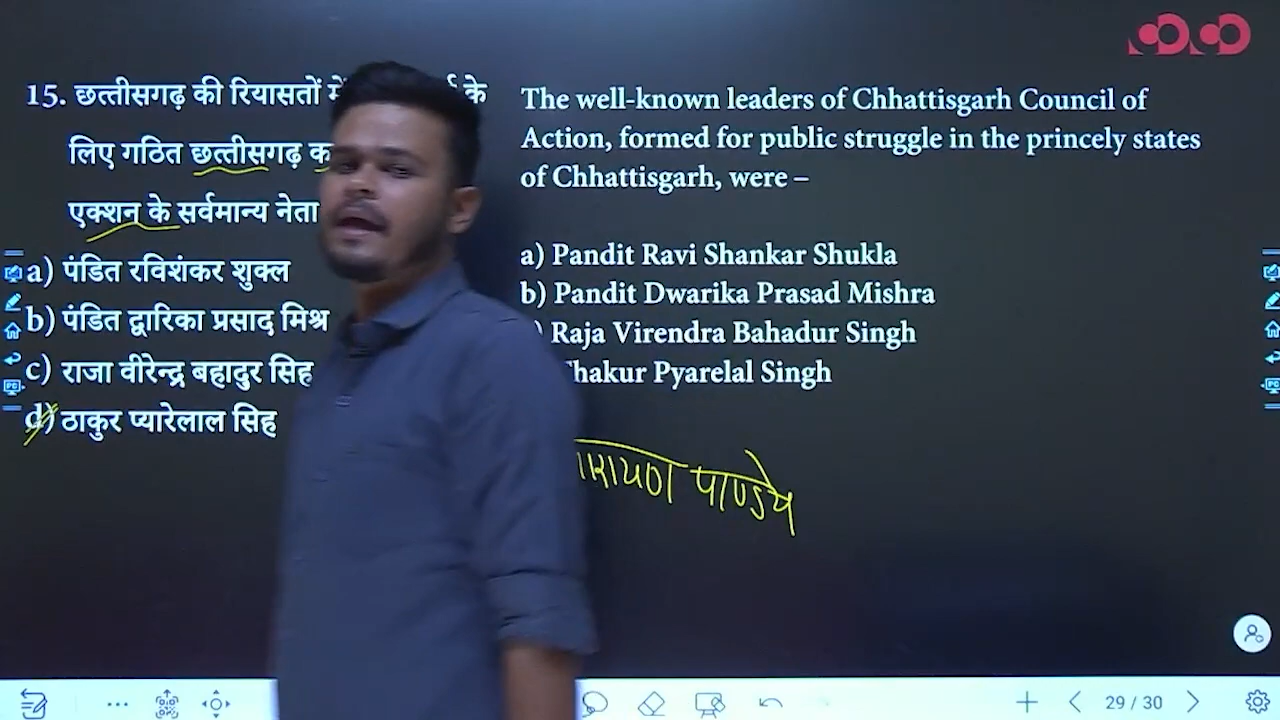 15. छत्तीसगढ़ की रियासतों में के
लिए गठित छत्तीसगढ़
एक्शन के सर्वमान्य नेता
a) पंडित रविशंकर शुक्ल
b) पंडित द्वारिका प्रसाद मिश्र
c) राजा वीरेन्द्र बहादुर सिंह
d) ठाकुर प्यारेलाल सिंह
The well-known leaders of Chhattisgarh Council of
Action, formed for public struggle in the princely states
of Chhattisgarh, were –
a) Pandit Ravi Shankar Shukla
b) Pandit Dwarika Prasad Mishra
) Raja Virendra Bahadur Singh
Thakur Pyarelal Singh
पाण्डेय
29 / 30